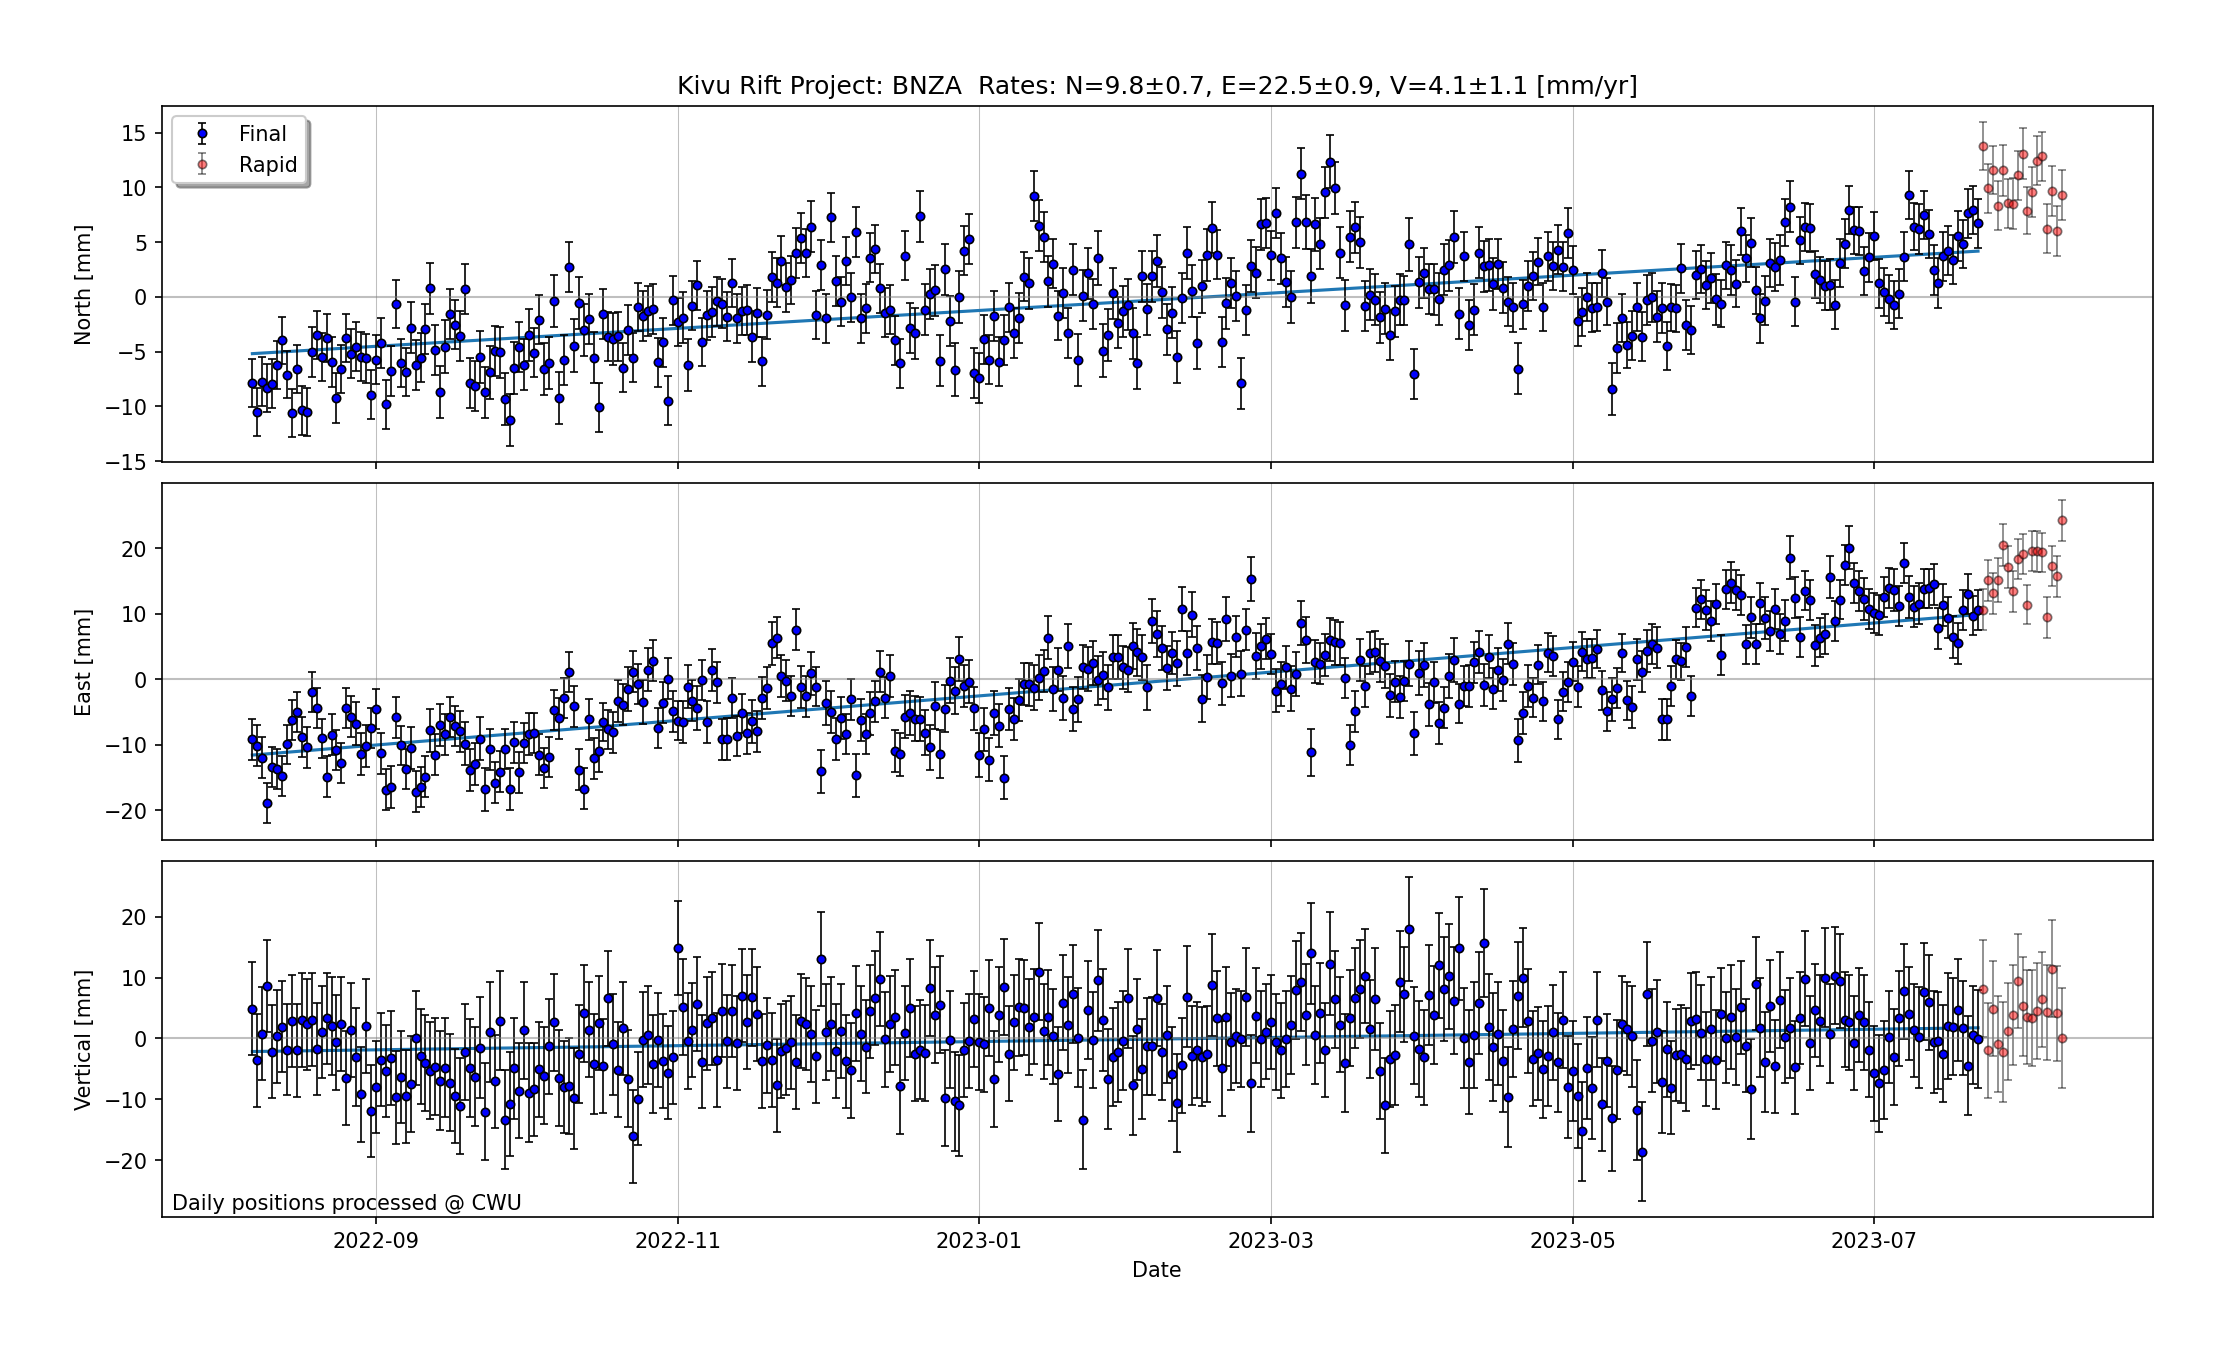 Kivu Rift Project: BNZA  Rates: N=9.8±0.7, E=22.5±0.9, V=4.1±1.1 [mm/yr]
Final
Rapid
North [mm]
15
10
5
0
−5
−10
−15
East [mm]
20
10
0
−10
−20
Vertical [mm]
20
10
0
−10
−20
Daily positions processed @ CWU
2022-09 2022-11 2023-01 2023-03 2023-05 2023-07
Date